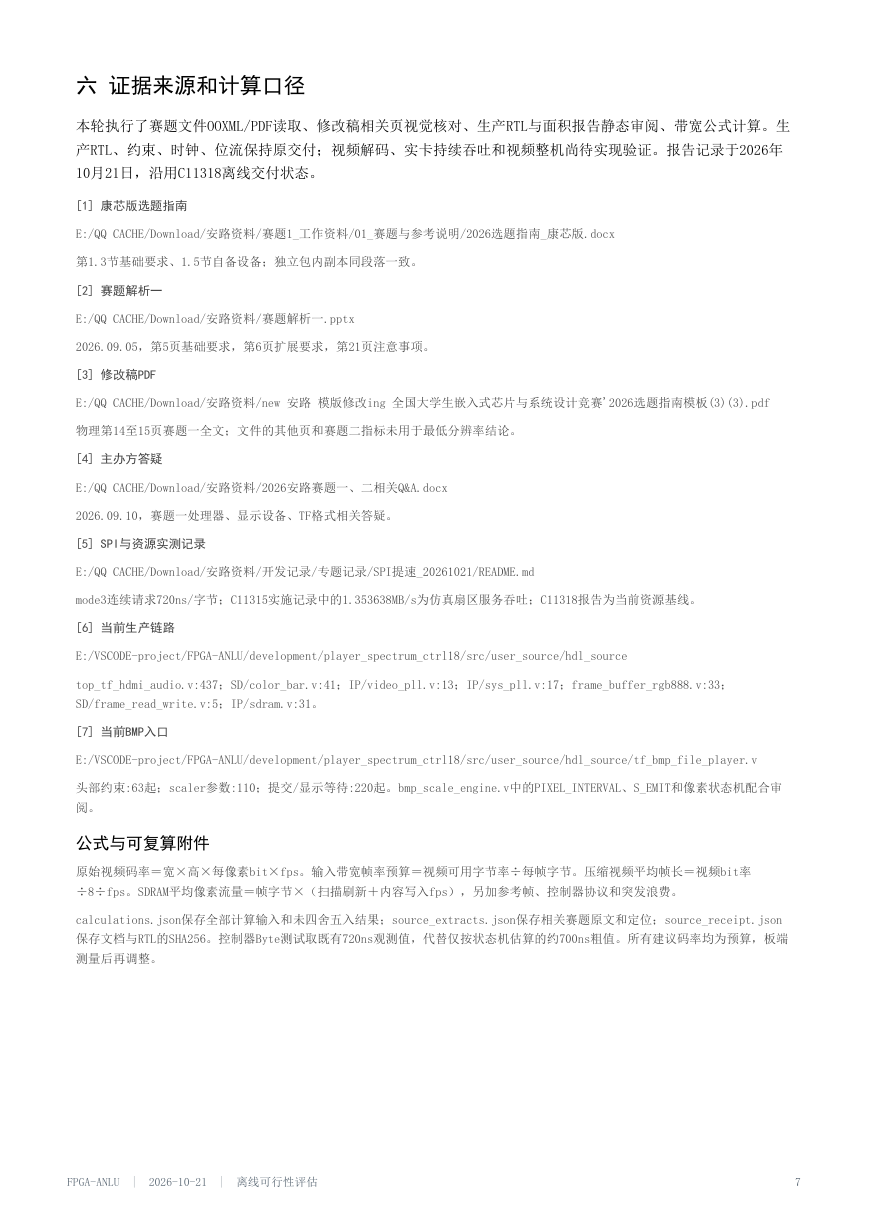 六 证据来源和计算口径
本轮执行了赛题文件OOXML/PDF读取、修改稿相关页视觉核对、生产RTL与面积报告静态审阅、带宽公式计算。生
产RTL、约束、时钟、位流保持原交付；视频解码、实卡持续吞吐和视频整机尚待实现验证。报告记录于2026年
10月21日，沿用C11318离线交付状态。
[1] 康芯版选题指南
E:/QQ CACHE/Download/安路资料/赛题1_工作资料/01_赛题与参考说明/2026选题指南_康芯版.docx
第1.3节基础要求、1.5节自备设备；独立包内副本同段落一致。
[2] 赛题解析一
E:/QQ CACHE/Download/安路资料/赛题解析一.pptx
2026.09.05，第5页基础要求，第6页扩展要求，第21页注意事项。
[3] 修改稿PDF
E:/QQ CACHE/Download/安路资料/new 安路 模版修改ing 全国大学生嵌入式芯片与系统设计竞赛'2026选题指南模板(3)(3).pdf
物理第14至15页赛题一全文；文件的其他页和赛题二指标未用于最低分辨率结论。
[4] 主办方答疑
E:/QQ CACHE/Download/安路资料/2026安路赛题一、二相关Q&A.docx
2026.09.10，赛题一处理器、显示设备、TF格式相关答疑。
[5] SPI与资源实测记录
E:/QQ CACHE/Download/安路资料/开发记录/专题记录/SPI提速_20261021/README.md
mode3连续请求720ns/字节；C11315实施记录中的1.353638MB/s为仿真扇区服务吞吐；C11318报告为当前资源基线。
[6] 当前生产链路
E:/VSCODE-project/FPGA-ANLU/development/player_spectrum_ctrl18/src/user_source/hdl_source
top_tf_hdmi_audio.v:437；SD/color_bar.v:41；IP/video_pll.v:13；IP/sys_pll.v:17；frame_buffer_rgb888.v:33；
SD/frame_read_write.v:5；IP/sdram.v:31。
[7] 当前BMP入口
E:/VSCODE-project/FPGA-ANLU/development/player_spectrum_ctrl18/src/user_source/hdl_source/tf_bmp_file_player.v
头部约束:63起；scaler参数:110；提交/显示等待:220起。bmp_scale_engine.v中的PIXEL_INTERVAL、S_EMIT和像素状态机配合审
阅。
公式与可复算附件
原始视频码率＝宽×高×每像素bit×fps。输入带宽帧率预算＝视频可用字节率÷每帧字节。压缩视频平均帧长＝视频bit率
÷8÷fps。SDRAM平均像素流量＝帧字节×（扫描刷新＋内容写入fps），另加参考帧、控制器协议和突发浪费。
calculations.json保存全部计算输入和未四舍五入结果；source_extracts.json保存相关赛题原文和定位；source_receipt.json
保存文档与RTL的SHA256。控制器Byte测试取既有720ns观测值，代替仅按状态机估算的约700ns粗值。所有建议码率均为预算，板端
测量后再调整。
FPGA-ANLU | 2026-10-21 | 离线可行性评估 7